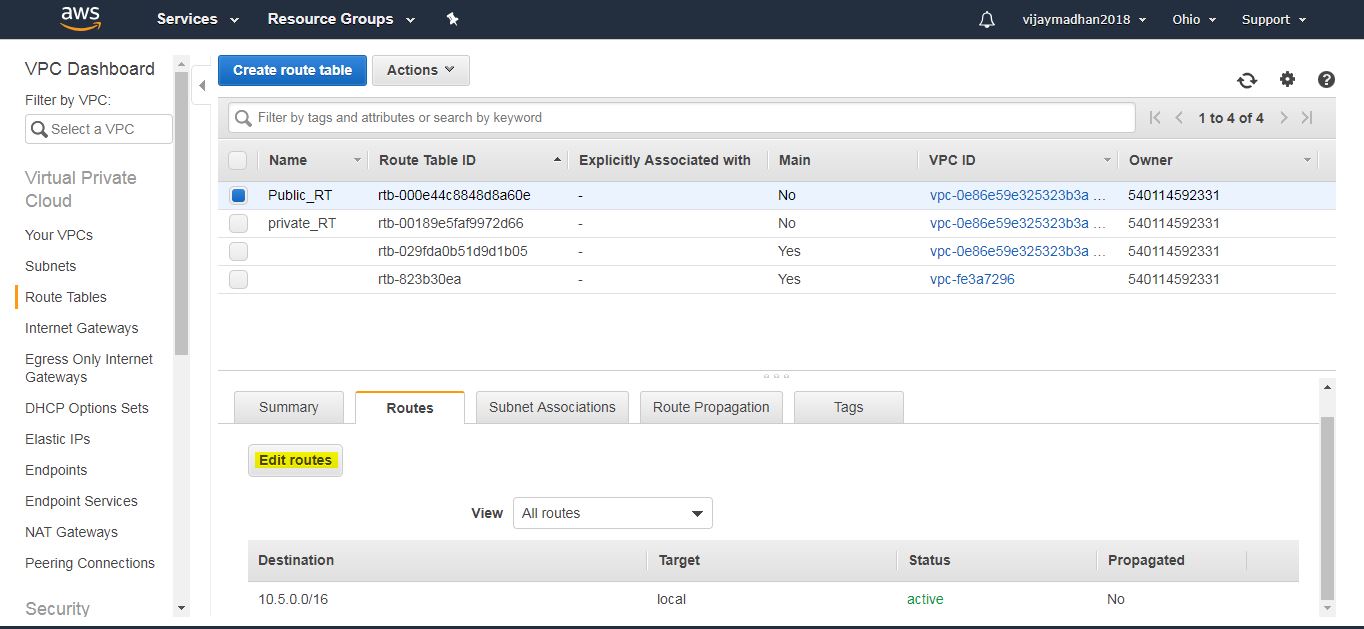 aws Services Resource Groups vijaymadhan2018 Ohio Support
VPC Dashboard
Filter by VPC:
Select a VPC
Virtual Private
Cloud
Your VPCs
Subnets
Route Tables
Internet Gateways
Egress Only Internet
Gateways
DHCP Options Sets
Elastic IPs
Endpoints
Endpoint Services
NAT Gateways
Peering Connections
Security
Create route table Actions
Filter by tags and attributes or search by keyword 1 to 4 of 4
Name Route Table ID Explicitly Associated with Main VPC ID Owner
Public_RT rtb-000e44c8848d8a60e - No vpc-0e86e59e325323b3a ... 540114592331
private_RT rtb-00189e5faf9972d66 - No vpc-0e86e59e325323b3a ... 540114592331
rtb-029fda0b51d9d1b05 - Yes vpc-0e86e59e325323b3a ... 540114592331
rtb-823b30ea - Yes vpc-fe3a7296 540114592331
Summary Routes Subnet Associations Route Propagation Tags
Edit routes
View All routes
Destination Target Status Propagated
10.5.0.0/16 local active No